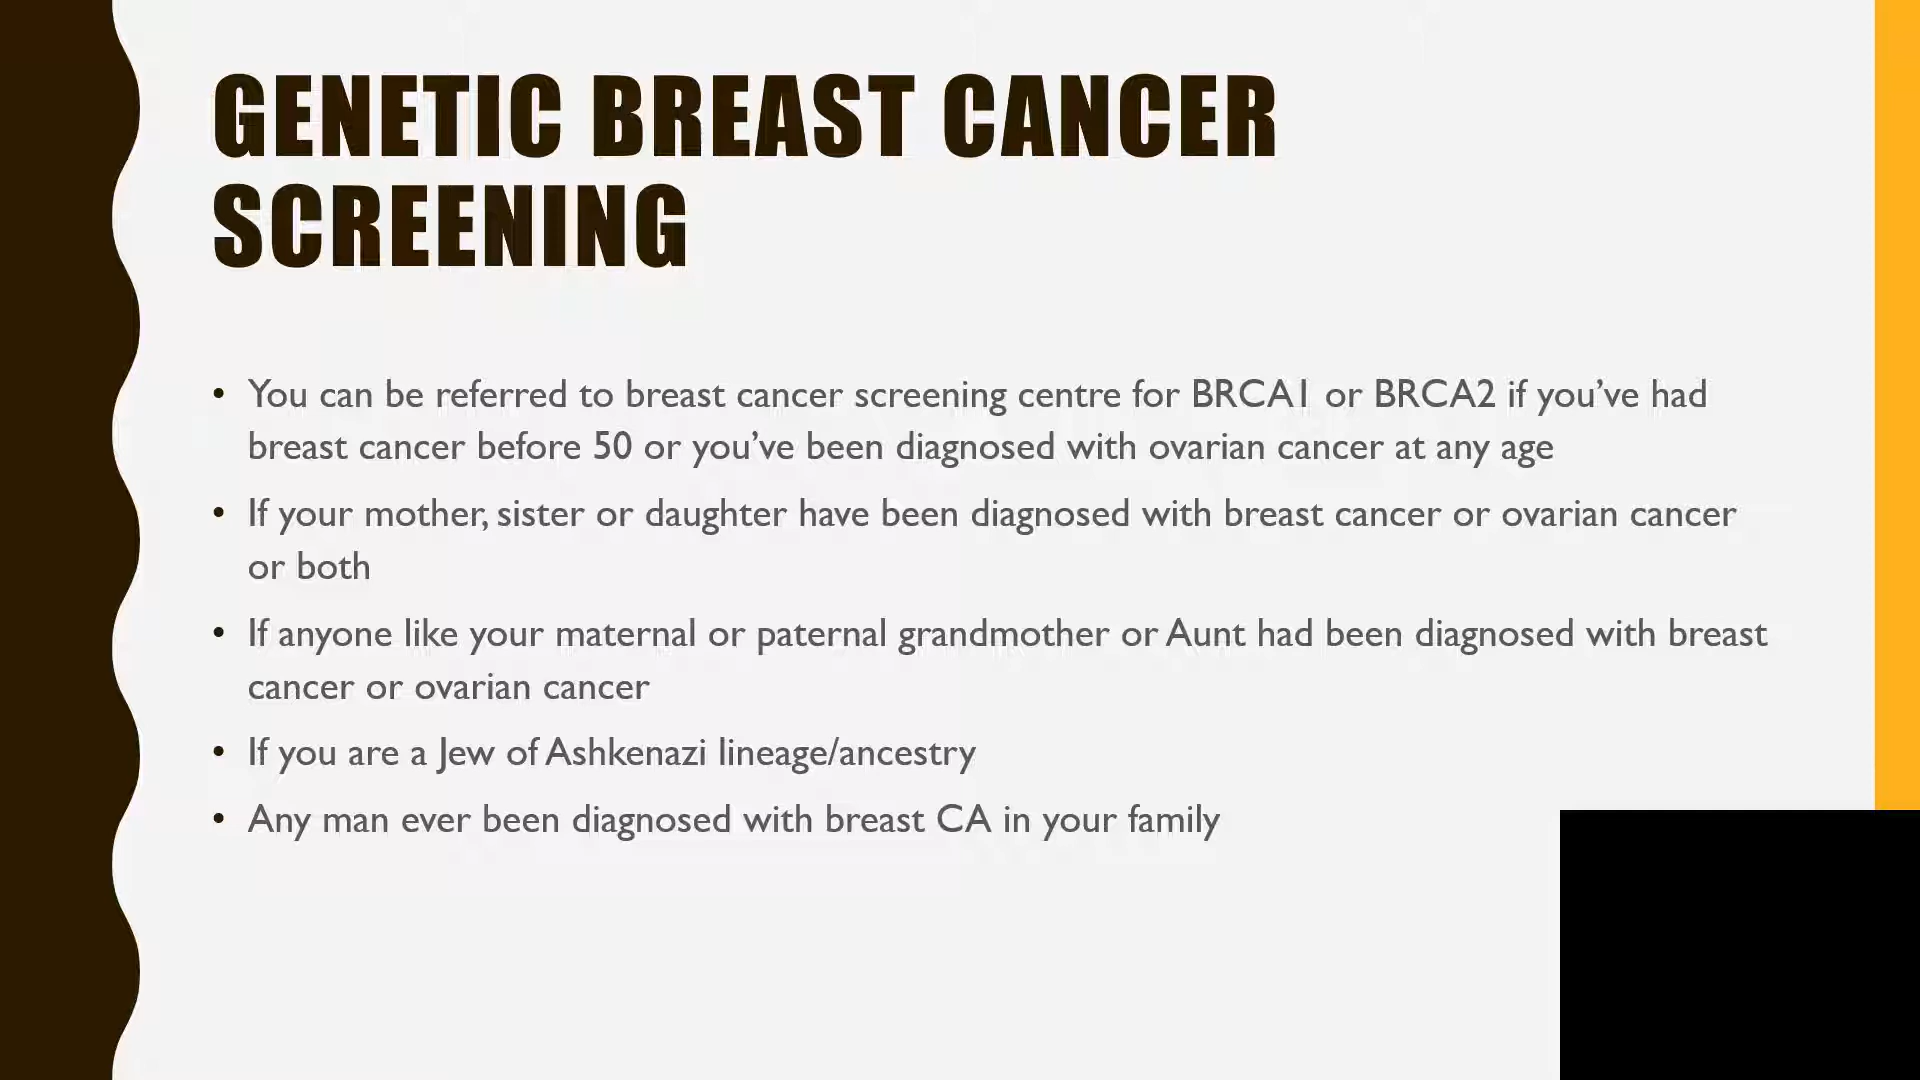 GENETIC BREAST CANCER
SCREENING
• You can be referred to breast cancer screening centre for BRCA1 or BRCA2 if you’ve had
breast cancer before 50 or you’ve been diagnosed with ovarian cancer at any age
• If your mother, sister or daughter have been diagnosed with breast cancer or ovarian cancer
or both
• If anyone like your maternal or paternal grandmother or Aunt had been diagnosed with breast
cancer or ovarian cancer
• If you are a Jew of Ashkenazi lineage/ancestry
• Any man ever been diagnosed with breast CA in your family